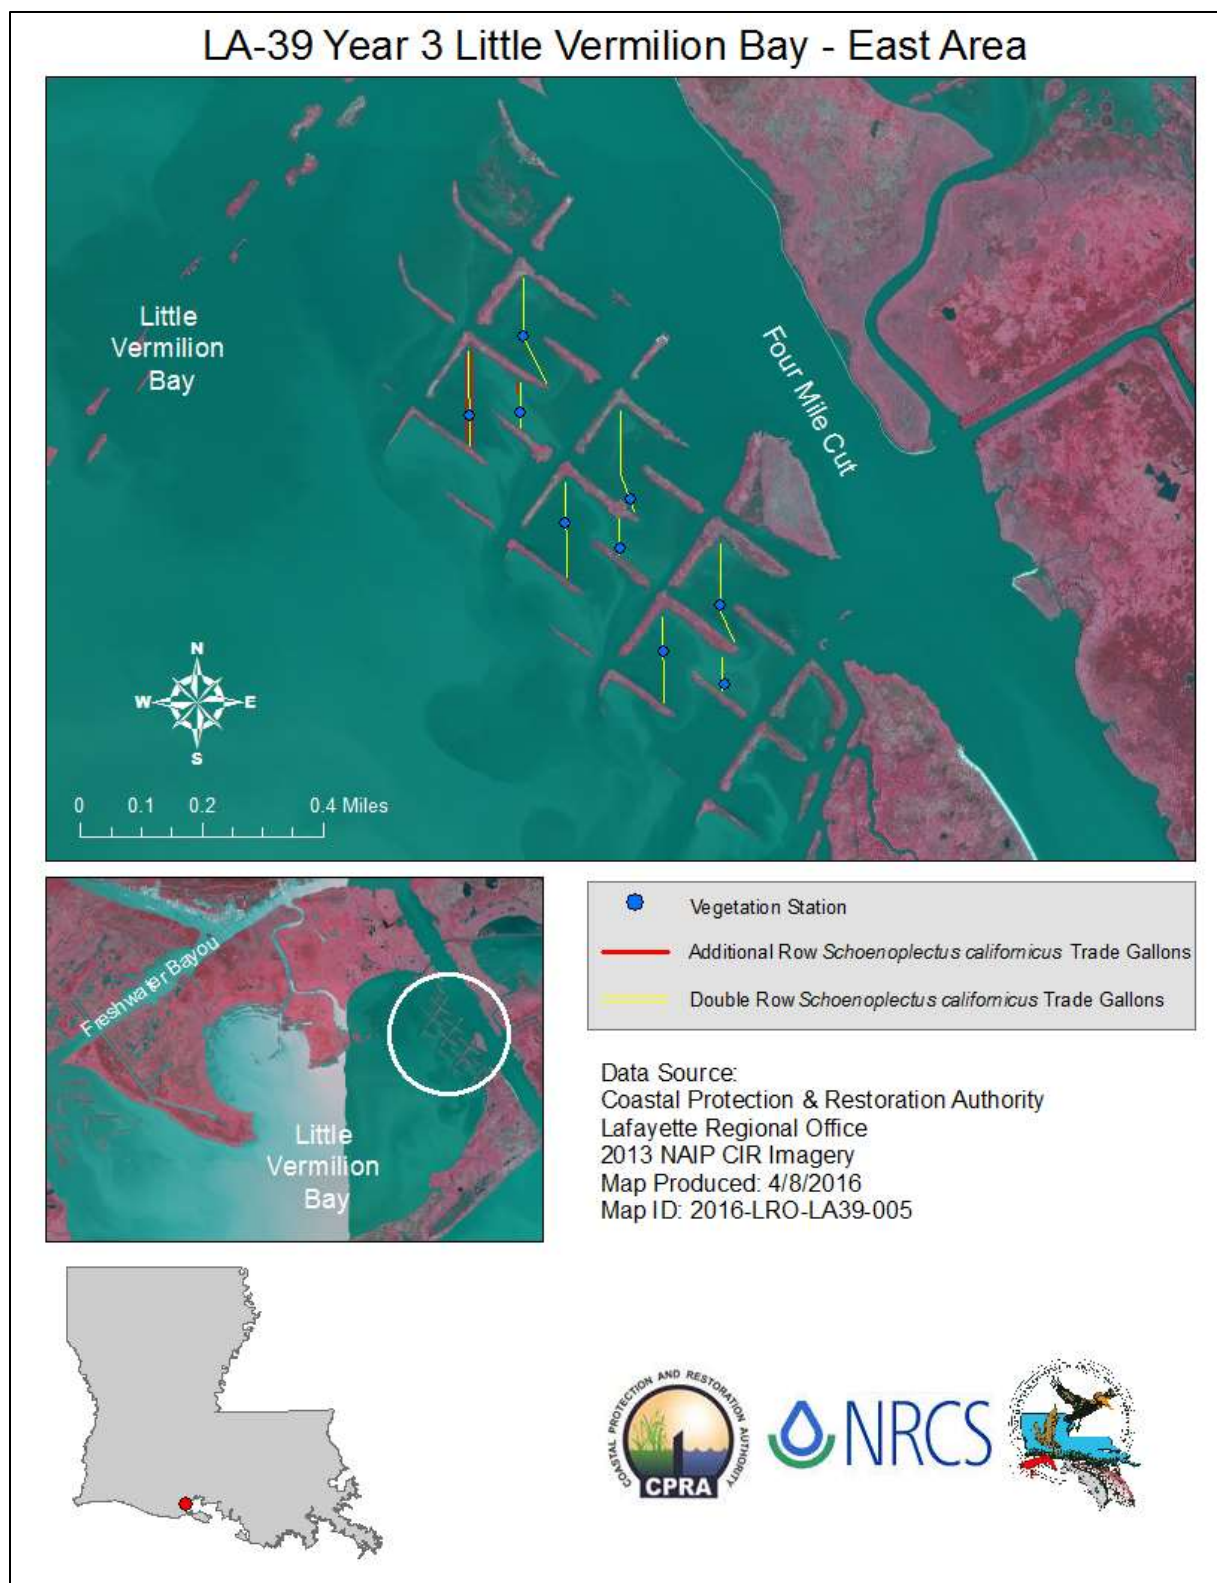 LA-39 Year 3 Little Vermilion Bay - East Area
Little
Vermilion
Bay
Four Mile Cut
N
W
E
S
0 0.1 0.2 0.4 Miles
Freshwater Bayou
Little
Vermilion
Bay
Vegetation Station
Additional Row Schoenoplectus californicus Trade Gallons
Double Row Schoenoplectus californicus Trade Gallons
Data Source:
Coastal Protection & Restoration Authority
Lafayette Regional Office
2013 NAIP CIR Imagery
Map Produced: 4/8/2016
Map ID: 2016-LRO-LA39-005
COASTAL PROTECTION AND RESTORATION AUTHORITY
CPRA
NRCS